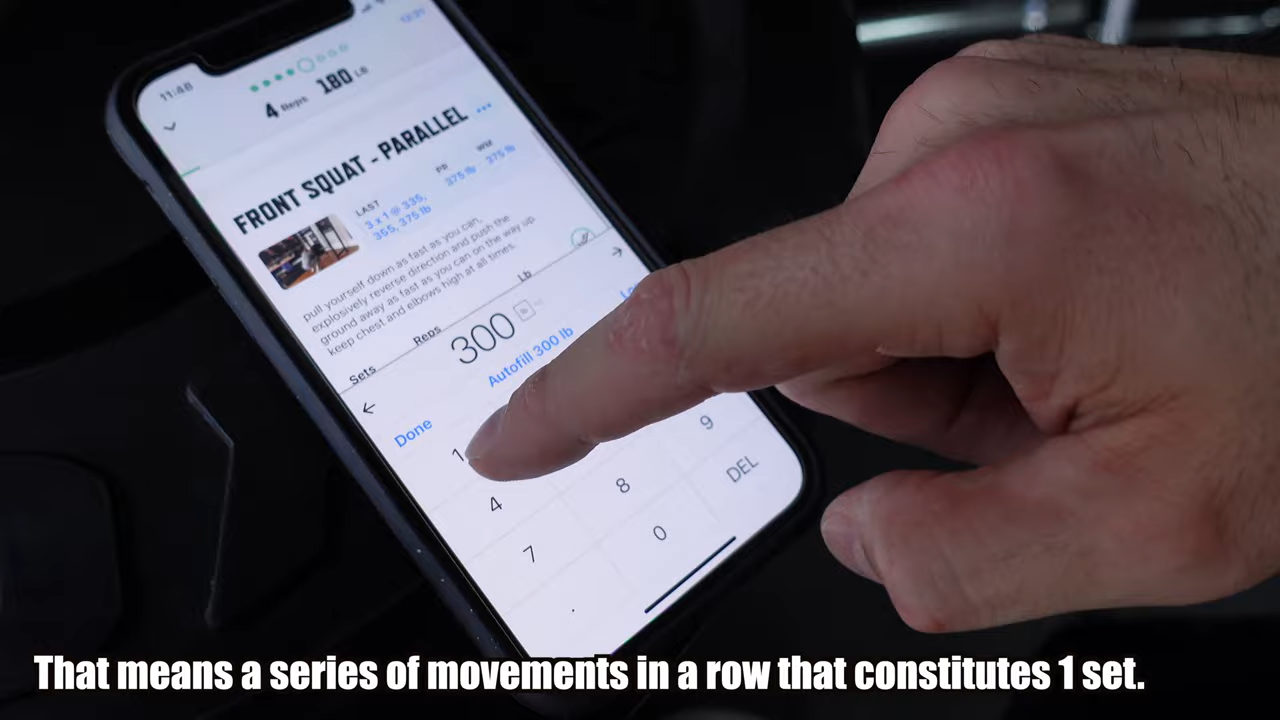 11:48
4 Reps 180 LB
FRONT SQUAT - PARALLEL
LAST
3 x 1 @ 335,
355, 375 lb
PR
375 lb
WM
375 lb
pull yourself down as fast as you can,
explosively reverse direction and push the
ground away as fast as you can on the way up.
keep chest and elbows high at all times.
Sets Reps Lb
300
Autofill 300 lb
Done
1
4 8 9
7 0 DEL
.
That means a series of movements in a row that constitutes 1 set.